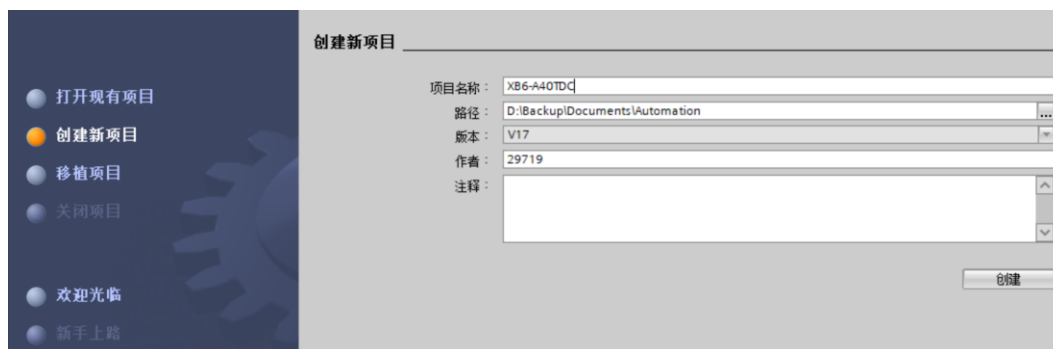 创建新项目
打开现有项目
创建新项目
移植项目
关闭项目
欢迎光临
新手上路
项目名称： XB6-A40TDC
路径： D:\Backup\Documents\Automation ...
版本： V17
作者： 29719
注释：
创建